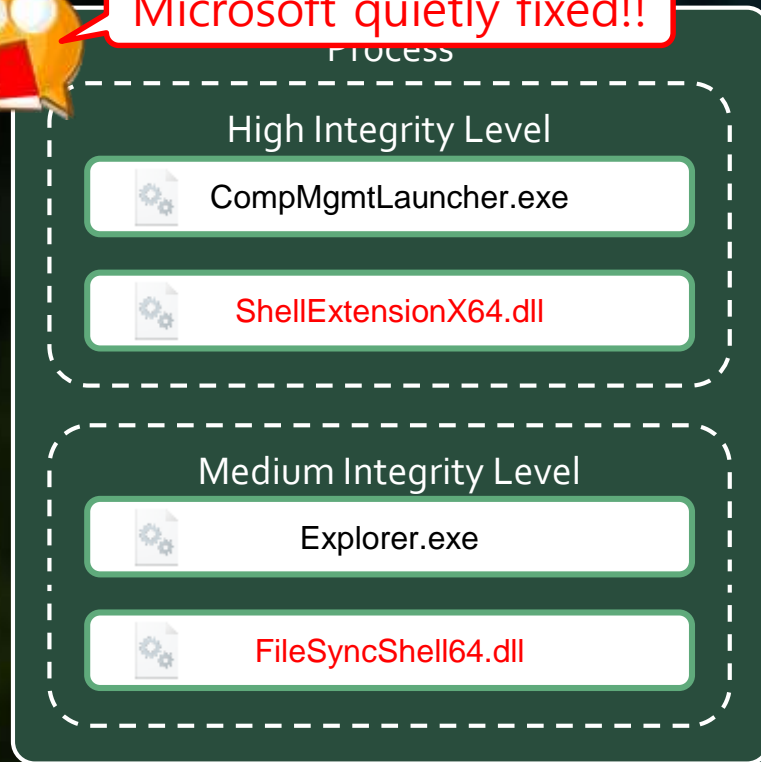 Microsoft quietly fixed!!
Process
High Integrity Level
CompMgmtLauncher.exe
ShellExtensionX64.dll
Medium Integrity Level
Explorer.exe
FileSyncShell64.dll